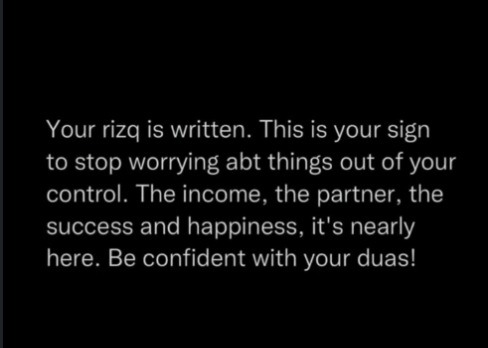 Your rizq is written. This is your sign
to stop worrying abt things out of your
control. The income, the partner, the
success and happiness, it's nearly
here. Be confident with your duas!